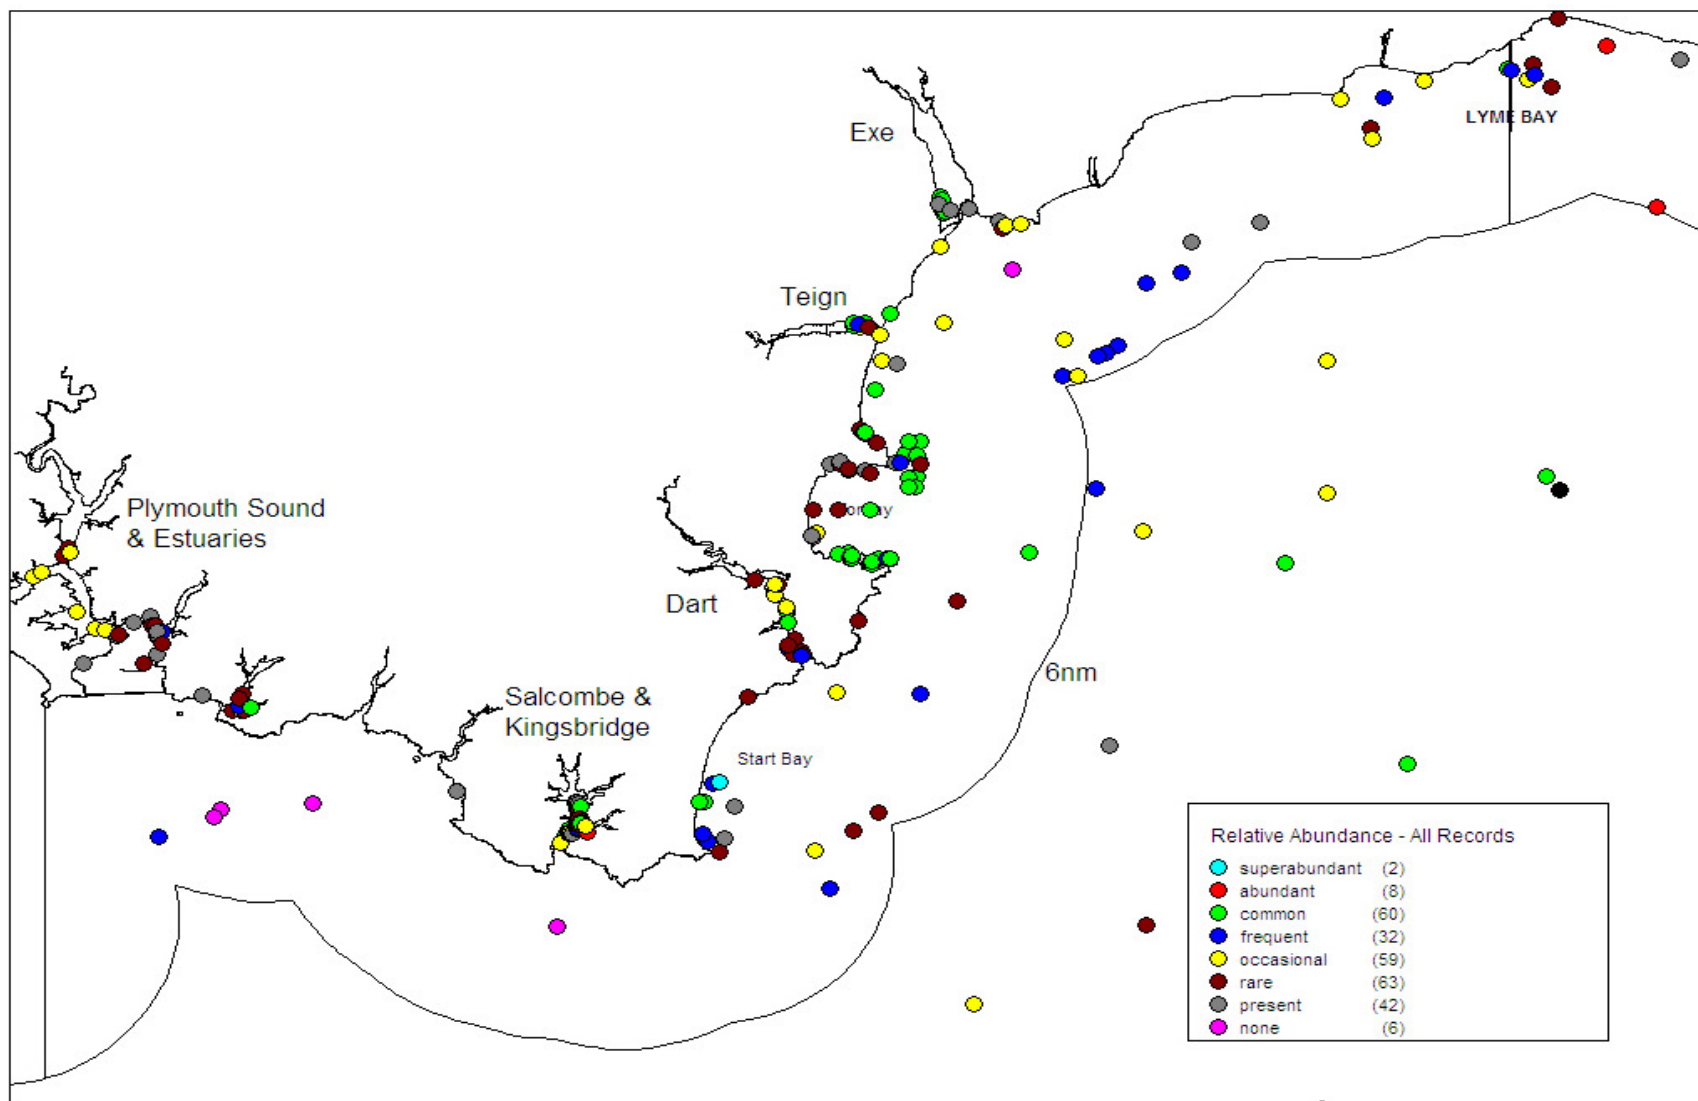 LYME BAY
Exe
Teign
Plymouth Sound
& Estuaries
Dart
6nm
Salcombe &
Kingsbridge
Start Bay
Relative Abundance - All Records
superabundant (2)
abundant (8)
common (60)
frequent (32)
occasional (59)
rare (63)
present (42)
none (6)